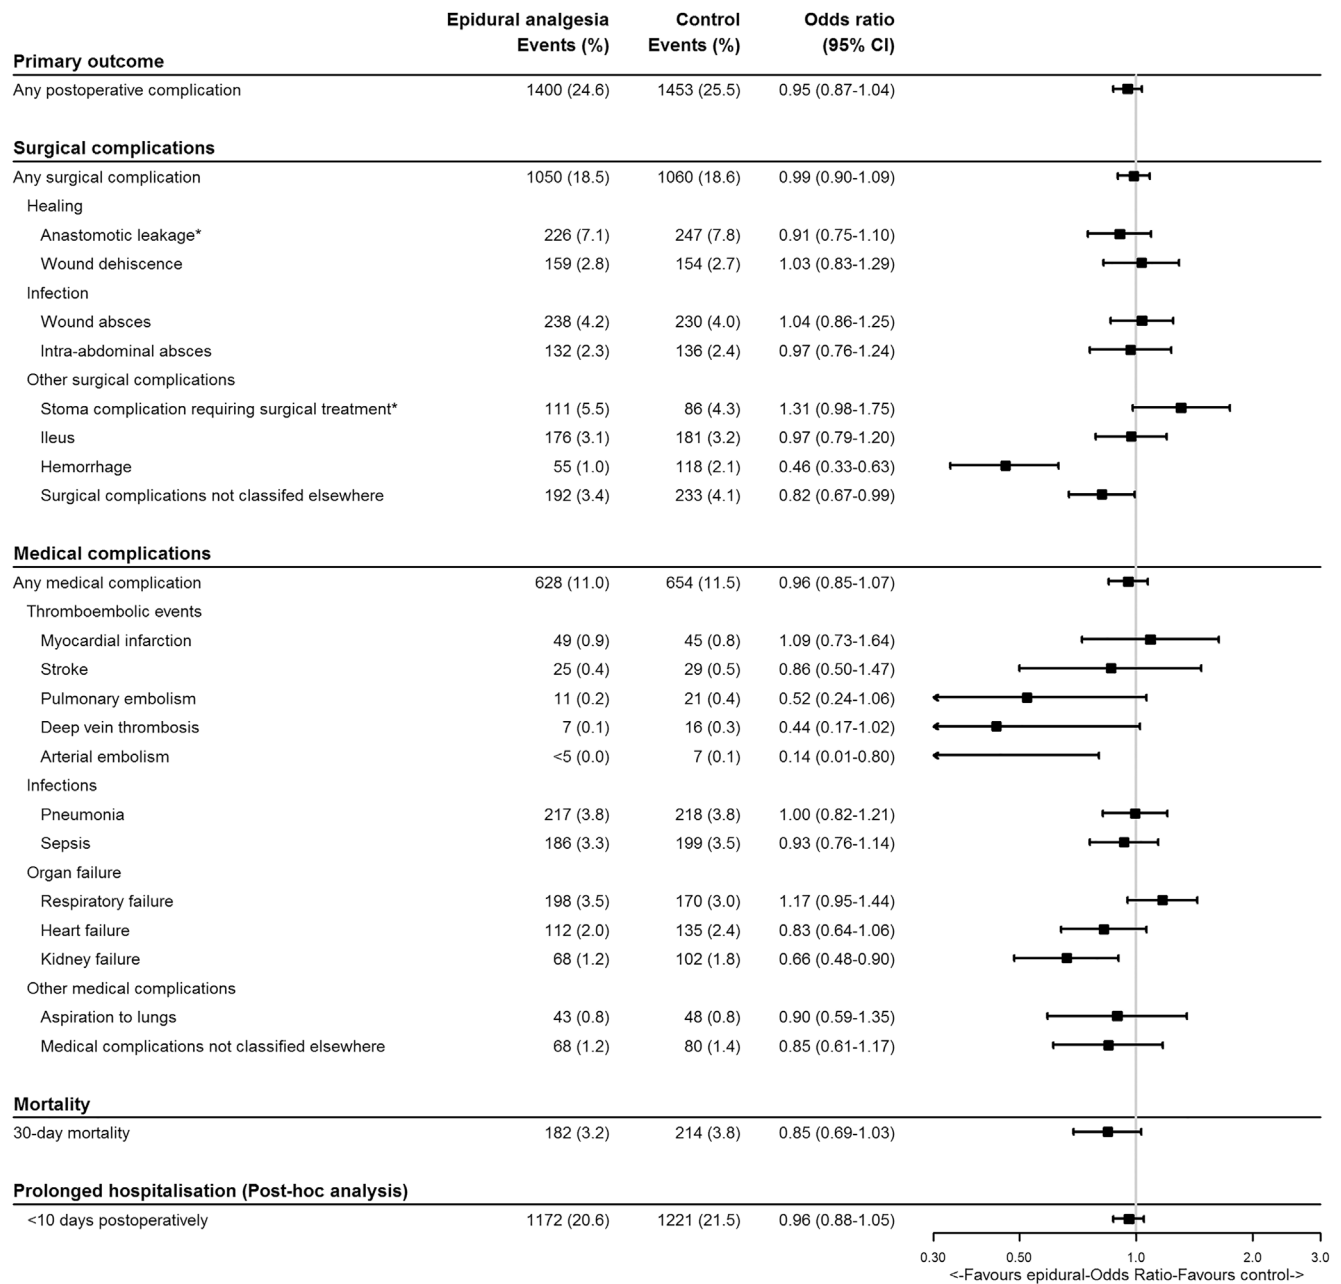 Epidural analgesia Control Odds ratio
Events (%) Events (%) (95% CI)
Primary outcome
Any postoperative complication 1400 (24.6) 1453 (25.5) 0.95 (0.87-1.04)
Surgical complications
Any surgical complication 1050 (18.5) 1060 (18.6) 0.99 (0.90-1.09)
Healing
Anastomotic leakage* 226 (7.1) 247 (7.8) 0.91 (0.75-1.10)
Wound dehiscence 159 (2.8) 154 (2.7) 1.03 (0.83-1.29)
Infection
Wound absces 238 (4.2) 230 (4.0) 1.04 (0.86-1.25)
Intra-abdominal absces 132 (2.3) 136 (2.4) 0.97 (0.76-1.24)
Other surgical complications
Stoma complication requiring surgical treatment* 111 (5.5) 86 (4.3) 1.31 (0.98-1.75)
Ileus 176 (3.1) 181 (3.2) 0.97 (0.79-1.20)
Hemorrhage 55 (1.0) 118 (2.1) 0.46 (0.33-0.63)
Surgical complications not classifed elsewhere 192 (3.4) 233 (4.1) 0.82 (0.67-0.99)
Medical complications
Any medical complication 628 (11.0) 654 (11.5) 0.96 (0.85-1.07)
Thromboembolic events
Myocardial infarction 49 (0.9) 45 (0.8) 1.09 (0.73-1.64)
Stroke 25 (0.4) 29 (0.5) 0.86 (0.50-1.47)
Pulmonary embolism 11 (0.2) 21 (0.4) 0.52 (0.24-1.06)
Deep vein thrombosis 7 (0.1) 16 (0.3) 0.44 (0.17-1.02)
Arterial embolism <5 (0.0) 7 (0.1) 0.14 (0.01-0.80)
Infections
Pneumonia 217 (3.8) 218 (3.8) 1.00 (0.82-1.21)
Sepsis 186 (3.3) 199 (3.5) 0.93 (0.76-1.14)
Organ failure
Respiratory failure 198 (3.5) 170 (3.0) 1.17 (0.95-1.44)
Heart failure 112 (2.0) 135 (2.4) 0.83 (0.64-1.06)
Kidney failure 68 (1.2) 102 (1.8) 0.66 (0.48-0.90)
Other medical complications
Aspiration to lungs 43 (0.8) 48 (0.8) 0.90 (0.59-1.35)
Medical complications not classified elsewhere 68 (1.2) 80 (1.4) 0.85 (0.61-1.17)
Mortality
30-day mortality 182 (3.2) 214 (3.8) 0.85 (0.69-1.03)
Prolonged hospitalisation (Post-hoc analysis)
<10 days postoperatively 1172 (20.6) 1221 (21.5) 0.96 (0.88-1.05)
0.30 0.50 1.0 2.0 3.0
<-Favours epidural-Odds Ratio-Favours control->